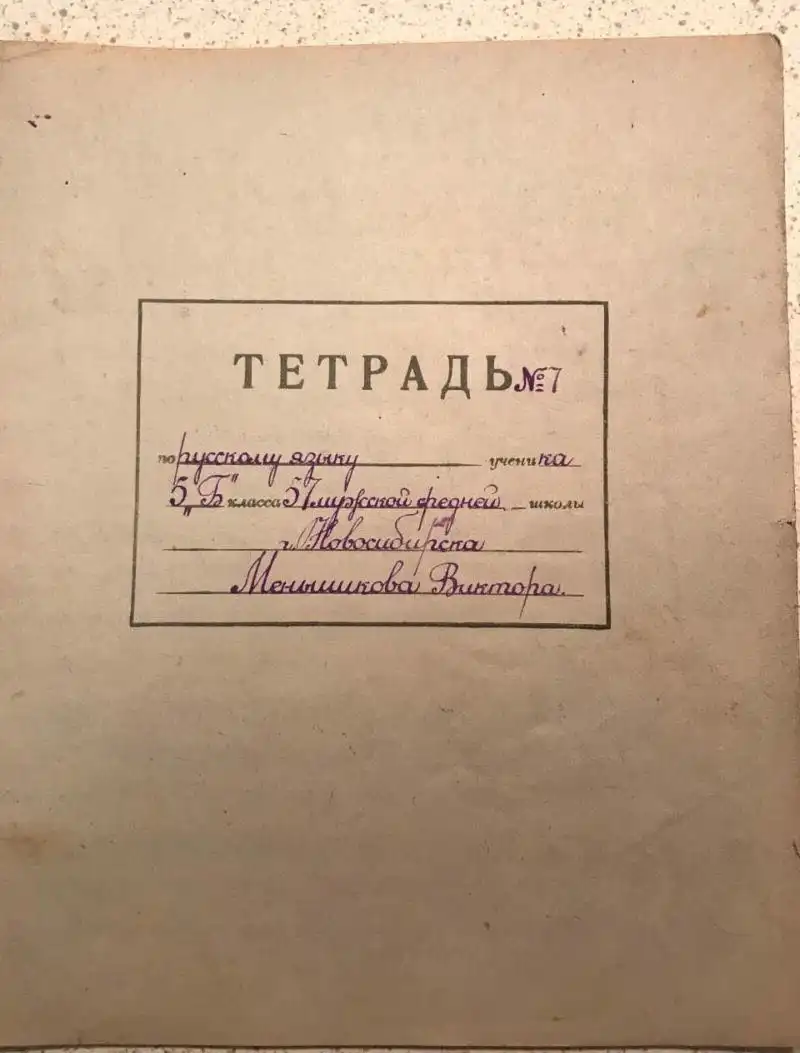 ТЕТРАДЬ №7
по русскому языку ученика
5 „Б" класса 57 мужской средней школы
г. Новосибирска
Меньшикова Виктора.